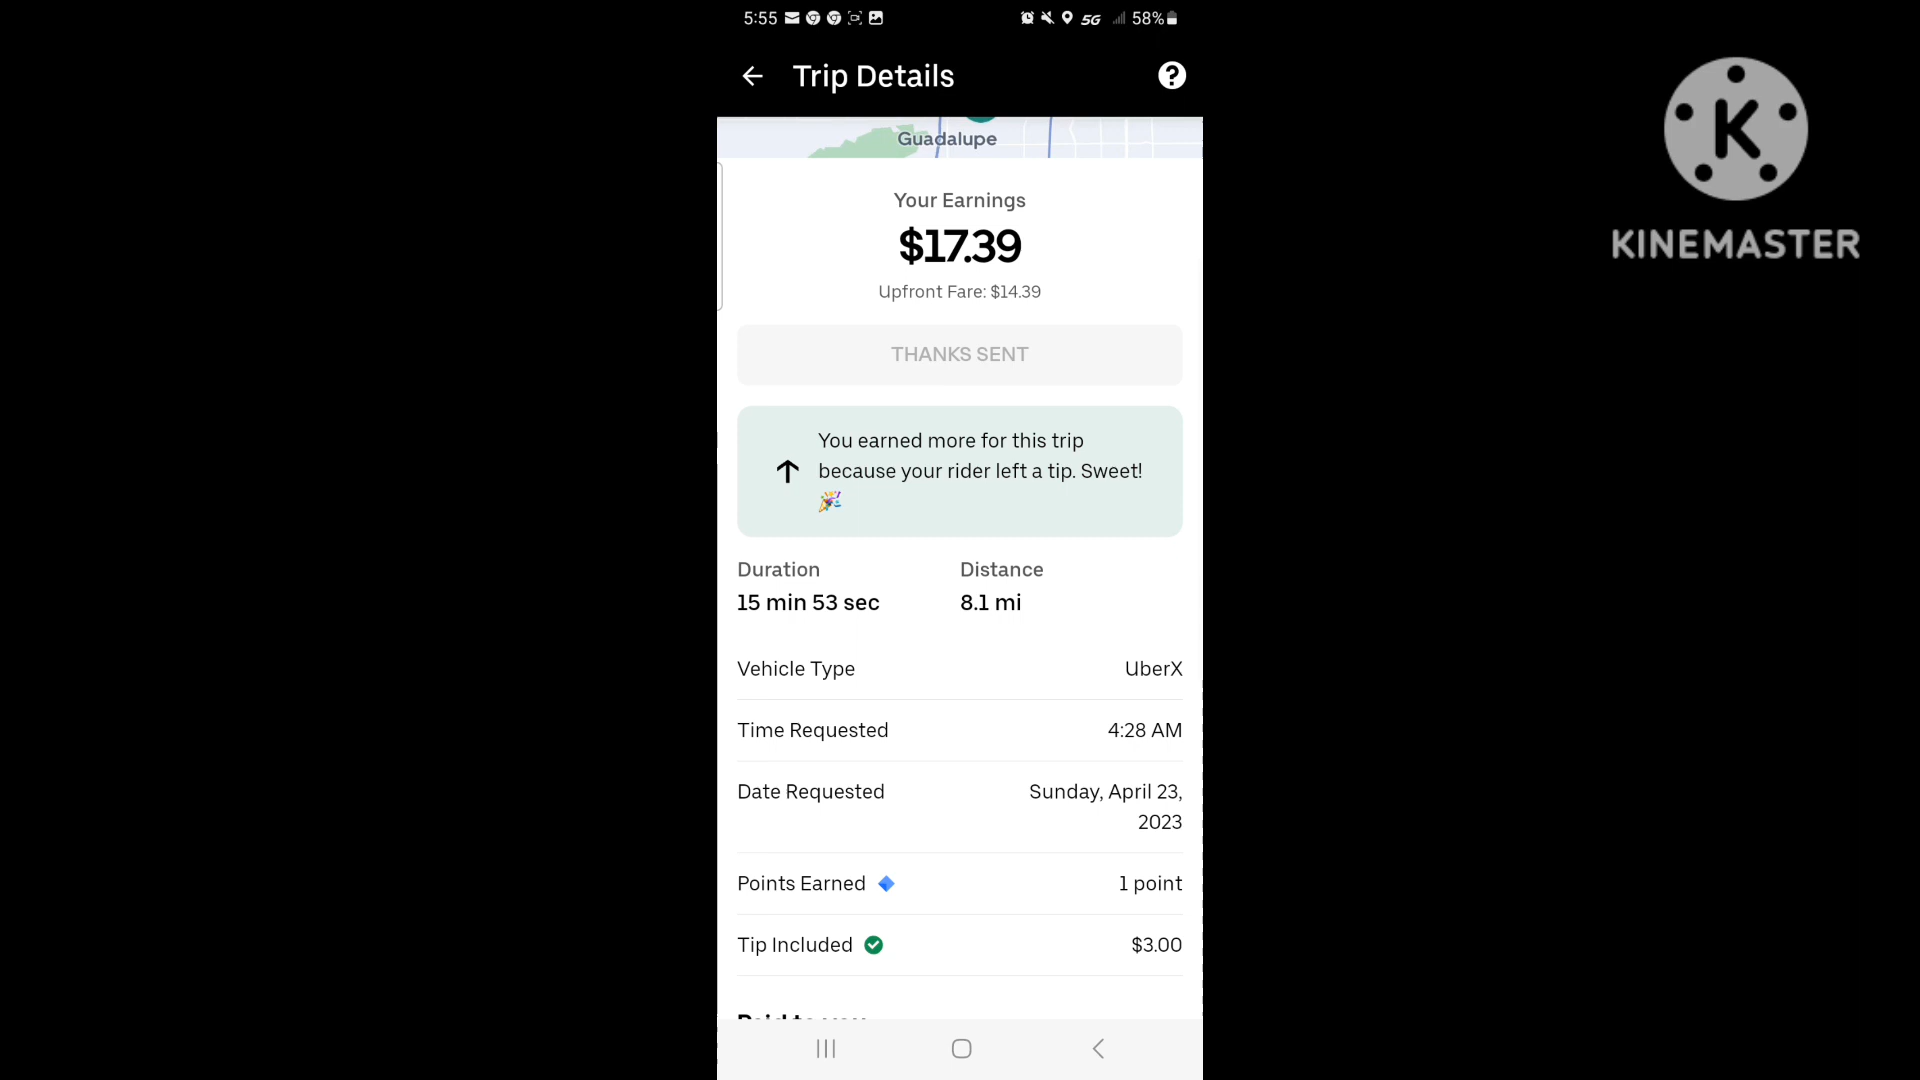 5:55
5G
58%
Trip Details
K
KINEMASTER
Guadalupe
Your Earnings
$17.39
Upfront Fare: $14.39
THANKS SENT
You earned more for this trip
because your rider left a tip. Sweet!
🎉
Duration
Distance
15 min 53 sec
8.1 mi
Vehicle Type
UberX
Time Requested
4:28 AM
Date Requested
Sunday, April 23,
2023
Points Earned
1 point
Tip Included
$3.00